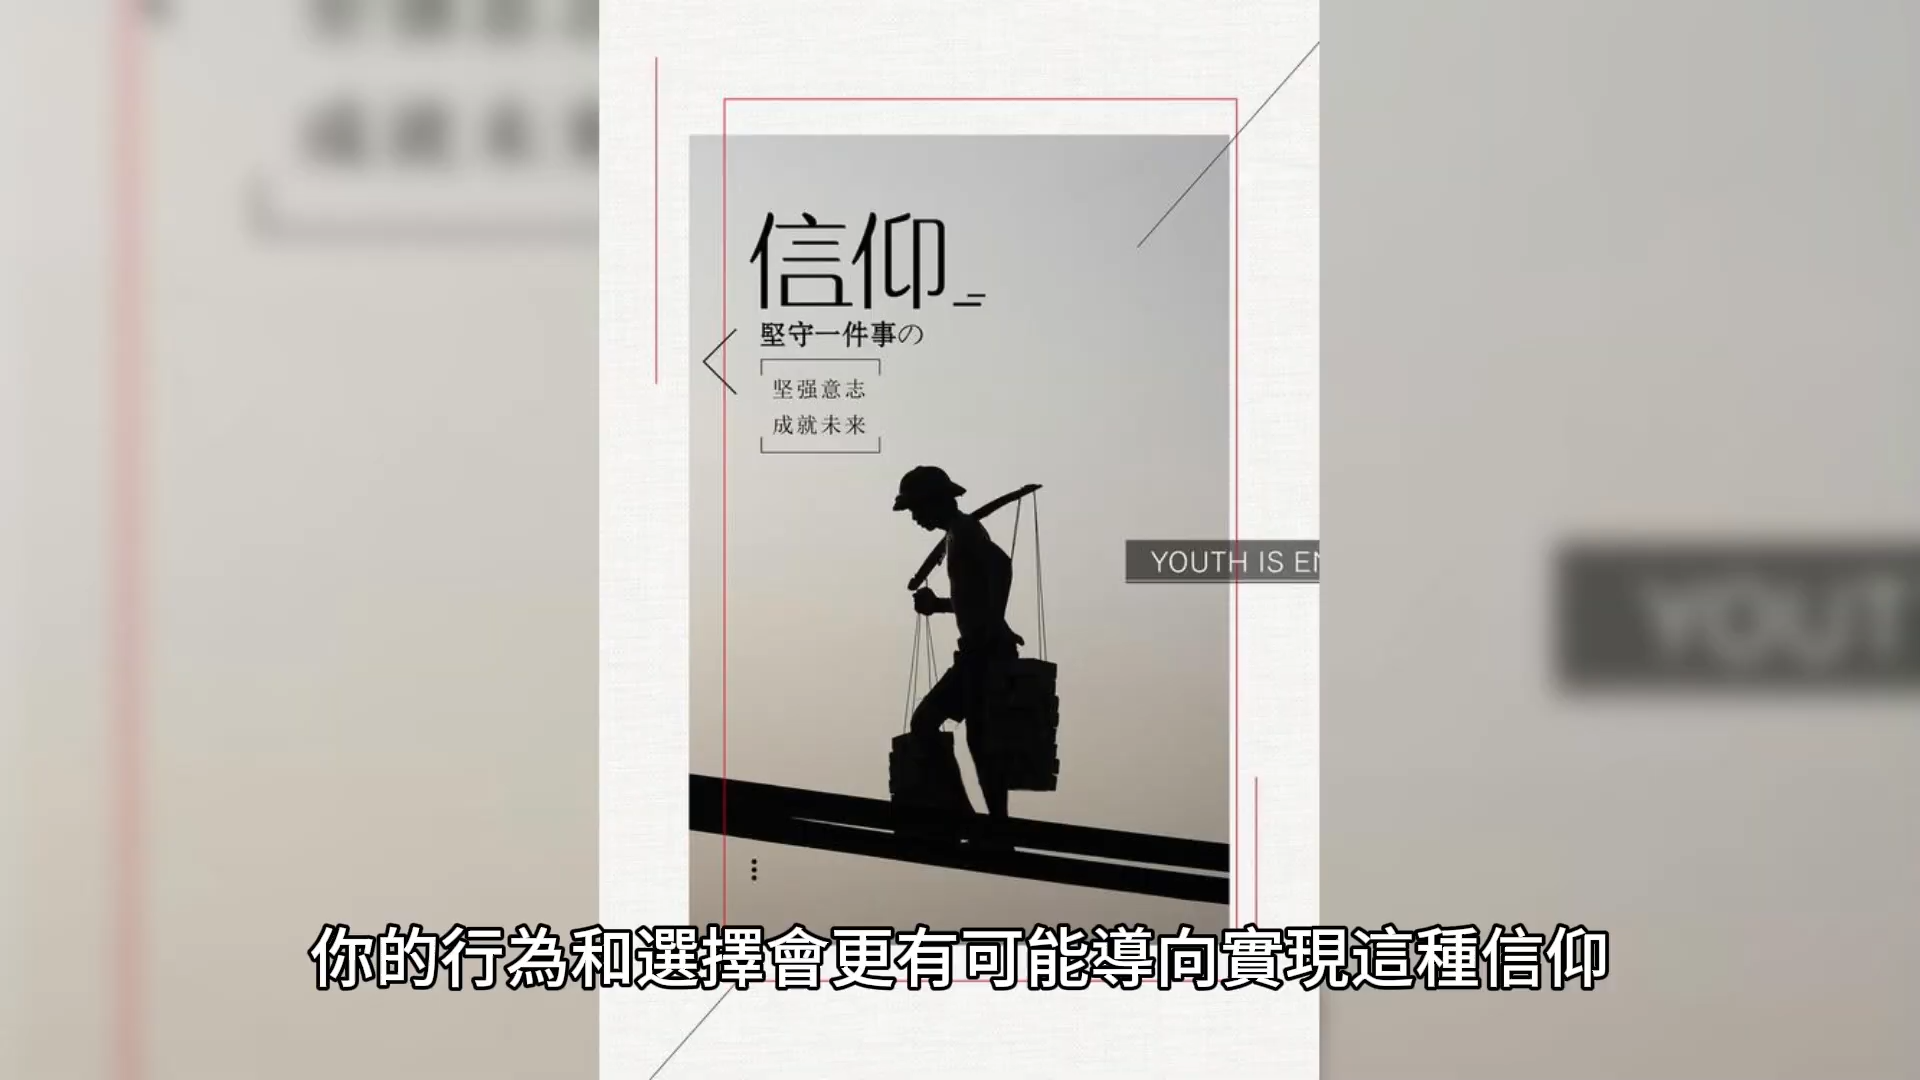 信仰
堅守一件事の
坚强意志
成就未来
YOUTH IS EN
你的行為和選擇會更有可能導向實現這種信仰